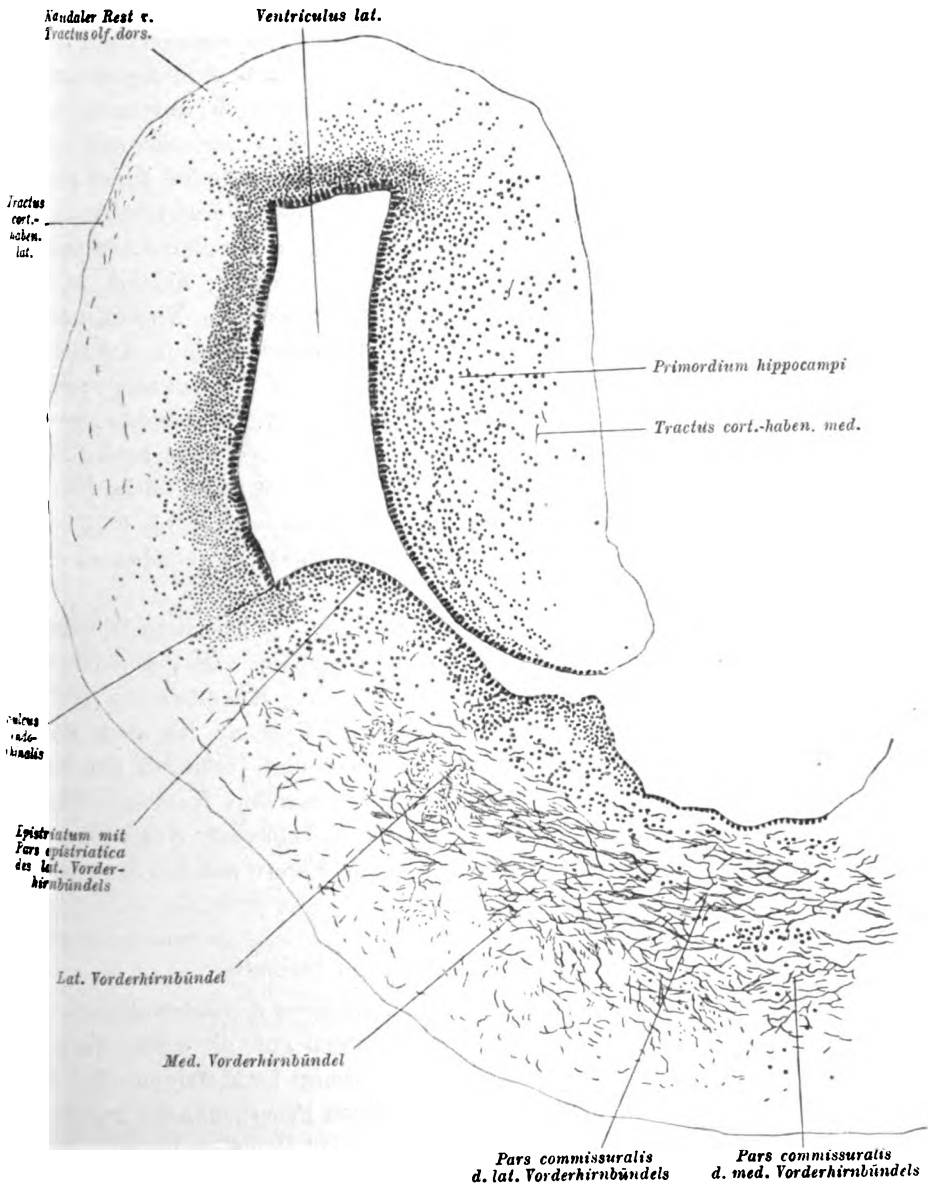 Kaudaler Rest v.
Tractus olf. dors.
Ventriculus lat.
Tractus
cort.-
haben.
lat.
Primordium hippocampi
Tractus cort.-haben. med.
Epistriatum mit
Pars epistriatica
des lat. Vorder-
hirnbündels
Lat. Vorderhirnbündel
Med. Vorderhirnbündel
Pars commissuralis
d. lat. Vorderhirnbündels
Pars commissuralis
d. med. Vorderhirnbündels